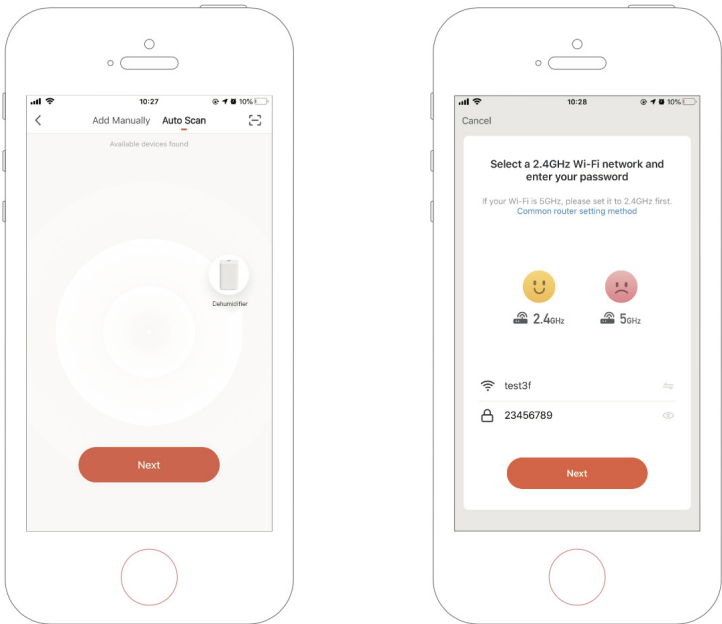 10:27
10%
Add Manually Auto Scan
Available devices found
Dehumidifier
Next
10:28
10%
Cancel
Select a 2.4GHz Wi-Fi network and
enter your password
If your Wi-Fi is 5GHz, please set it to 2.4GHz first.
Common router setting method
2.4GHz 5GHz
test3f
23456789
Next